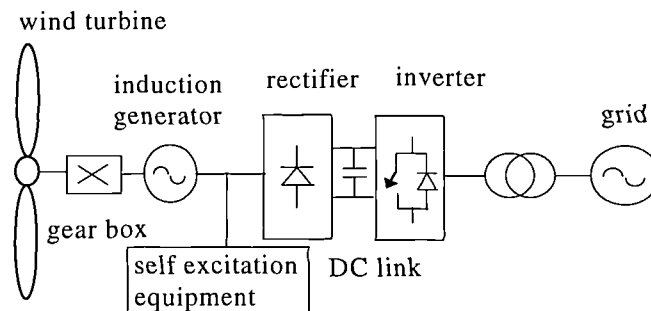 wind turbine
induction
generator
rectifier
inverter
grid
gear box
self excitation
equipment
DC link